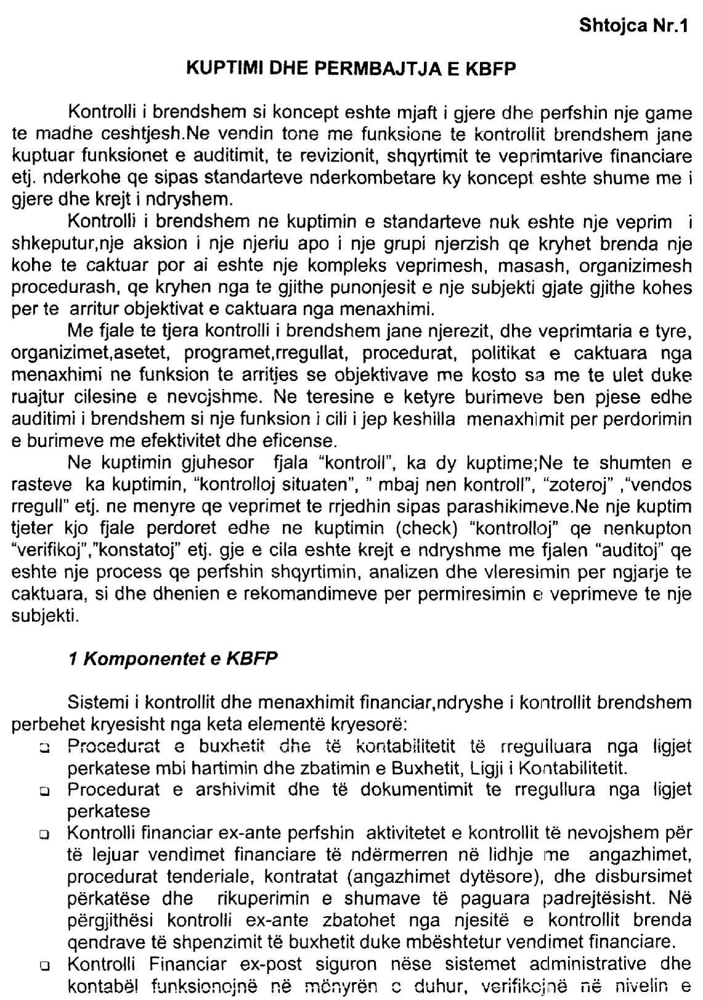 Shtojca Nr.1
KUPTIMI DHE PERMBAJTJA E KBFP
Kontrolli i brendshem si koncept eshte mjaft i gjere dhe perfshin nje game
te madhe ceshtjesh.Ne vendin tone me funksione te kontrollit brendshem jane
kuptuar funksionet e auditimit, te revizionit, shqyrtimit te veprimtarive financiare
etj. nderkohe qe sipas standarteve nderkombetare ky koncept eshte shume me i
gjere dhe krejt i ndryshem.
Kontrolli i brendshem ne kuptimin e standarteve nuk eshte nje veprim i
shkeputur,nje aksion i nje njeriu apo i nje grupi njerzish qe kryhet brenda nje
kohe te caktuar por ai eshte nje kompleks veprimesh, masash, organizimesh
procedurash, qe kryhen nga te gjithe punonjesit e nje subjekti gjate gjithe kohes
per te arritur objektivat e caktuara nga menaxhimi.
Me fjale te tjera kontrolli i brendshem jane njerezit, dhe veprimtaria e tyre,
organizimet,asetet, programet,rregullat, procedurat, politikat e caktuara nga
menaxhimi ne funksion te arritjes se objektivave me kosto sa me te ulet duke
ruajtur cilesine e nevojshme. Ne teresine e ketyre burimeve ben pjese edhe
auditimi i brendshem si nje funksion i cili i jep keshilla menaxhimit per perdorimin
e burimeve me efektivitet dhe eficense.
Ne kuptimin gjuhesor fjala “kontroll”, ka dy kuptime;Ne te shumten e
rasteve ka kuptimin, “kontrolloj situaten”, ” mbaj nen kontroll”, “zoteroj” ,“vendos
rregull” etj. ne menyre qe veprimet te rrjedhin sipas parashikimeve.Ne nje kuptim
tjeter kjo fjale perdoret edhe ne kuptimin (check) “kontrolloj” qe nenkupton
“verifikoj”,”konstatoj” etj. gje e cila eshte krejt e ndryshme me fjalen “auditoj” qe
eshte nje process qe perfshin shqyrtimin, analizen dhe vleresimin per ngjarje te
caktuara, si dhe dhenien e rekomandimeve per permiresimin e veprimeve te nje
subjekti.
1 Komponentet e KBFP
Sistemi i kontrollit dhe menaxhimit financiar,ndryshe i kontrollit brendshem
perbehet kryesisht nga keta elementë kryesorë:
❑ Procedurat e buxhetit dhe të kontabilitetit të rregulluara nga ligjet
perkatese mbi hartimin dhe zbatimin e Buxhetit, Ligji i Kontabilitetit.
❑ Procedurat e arshivimit dhe të dokumentimit te rregullura nga ligjet
perkatese
❑ Kontrolli financiar ex-ante perfshin aktivitetet e kontrollit të nevojshem për
të lejuar vendimet financiare të ndërmerren në lidhje me angazhimet,
procedurat tenderiale, kontratat (angazhimet dytësore), dhe disbursimet
përkatëse dhe rikuperimin e shumave të paguara padrejtësisht. Në
përgjithësi kontrolli ex-ante zbatohet nga njesitë e kontrollit brenda
qendrave të shpenzimit të buxhetit duke mbështetur vendimet financiare.
❑ Kontrolli Financiar ex-post siguron nëse sistemet administrative dhe
kontabël funksionojnë në mënyrën e duhur, verifikojnë në nivelin e